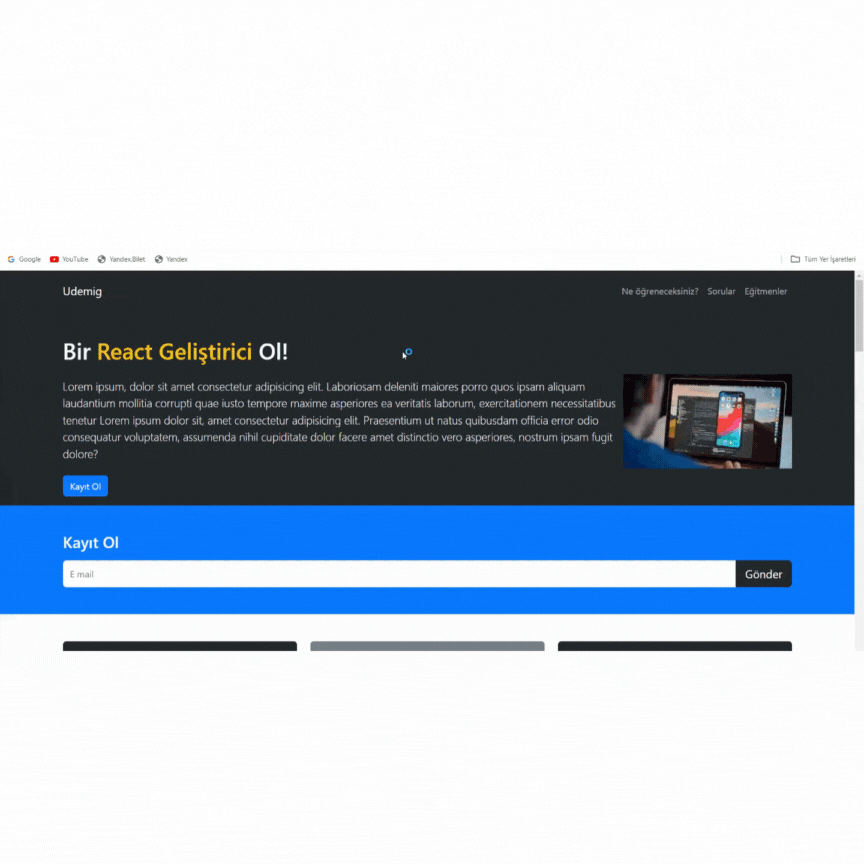 Google YouTube Yandex.Bilet Yandex Tüm Yer İşaretleri
Udemig Ne öğreneceksiniz? Sorular Eğitmenler
Bir React Geliştirici Ol!
Lorem ipsum, dolor sit amet consectetur adipisicing elit. Laboriosam deleniti maiores porro quos ipsam aliquam
laudantium mollitia corrupti quae iusto tempore maxime asperiores ea veritatis laborum, exercitationem necessitatibus
tenetur Lorem ipsum dolor sit, amet consectetur adipisicing elit. Praesentium ut natus quibusdam officia error odio
consequatur voluptatem, assumenda nihil cupiditate dolor facere amet distinctio vero asperiores, nostrum ipsam fugit
dolore?
Kayıt Ol
Kayıt Ol
E mail Gönder